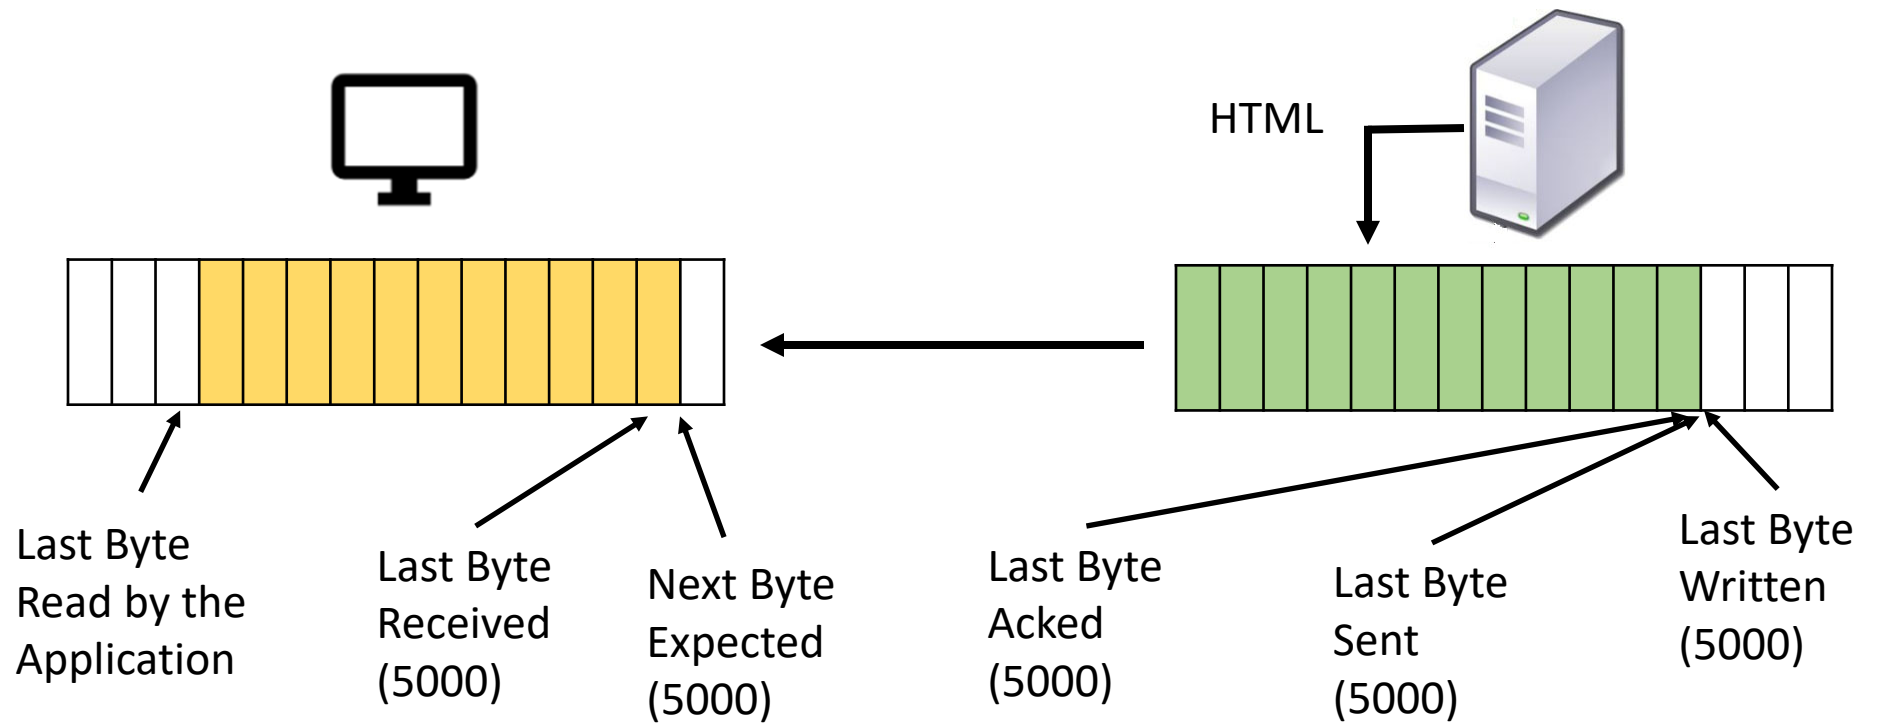 HTML
Last Byte
Read by the
Application
Last Byte
Received
(5000)
Next Byte
Expected
(5000)
Last Byte
Acked
(5000)
Last Byte
Sent
(5000)
Last Byte
Written
(5000)